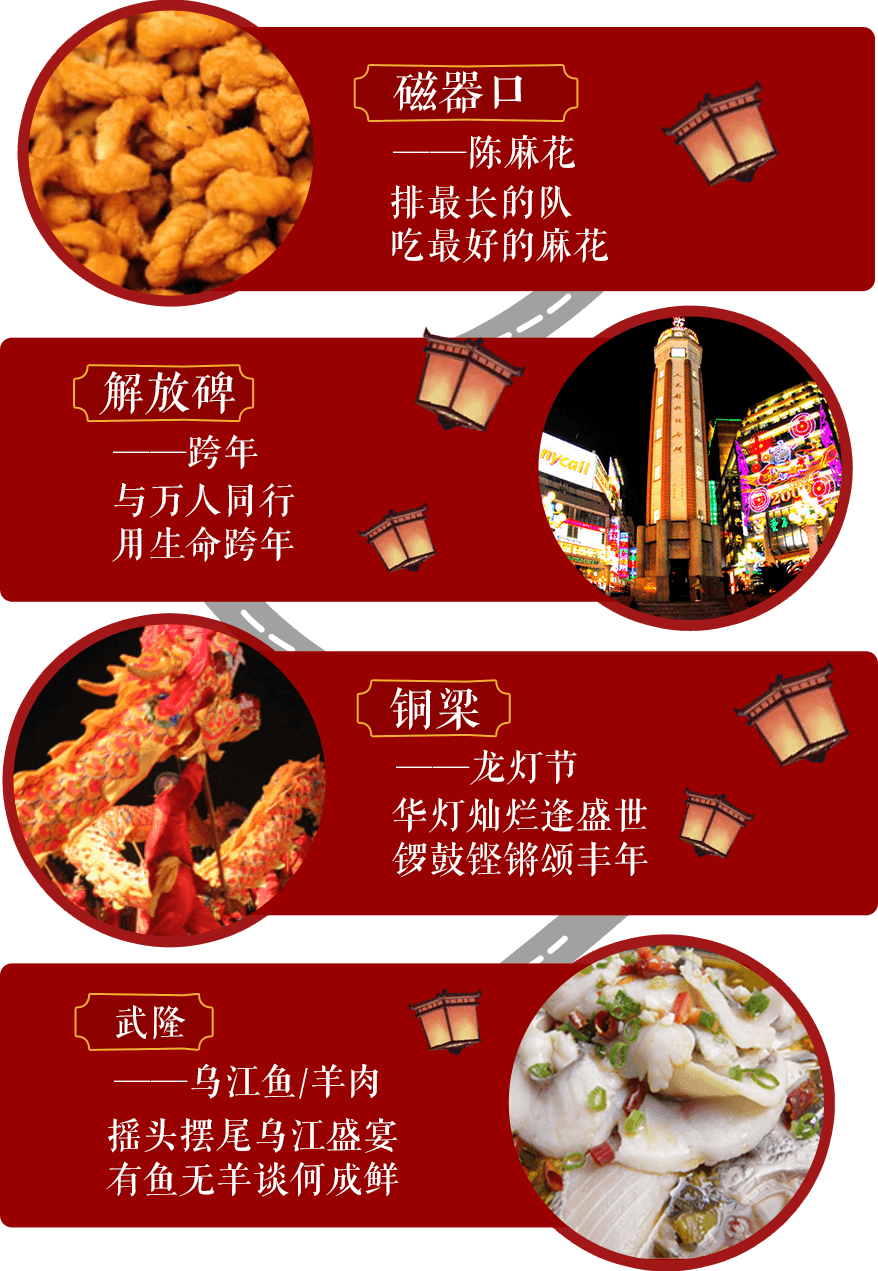 磁器口
——陈麻花
排最长的队
吃最好的麻花
解放碑
——跨年
与万人同行
用生命跨年
nycall
200
铜梁
——龙灯节
华灯灿烂逢盛世
锣鼓铿锵颂丰年
武隆
——乌江鱼/羊肉
摇头摆尾乌江盛宴
有鱼无羊谈何成鲜